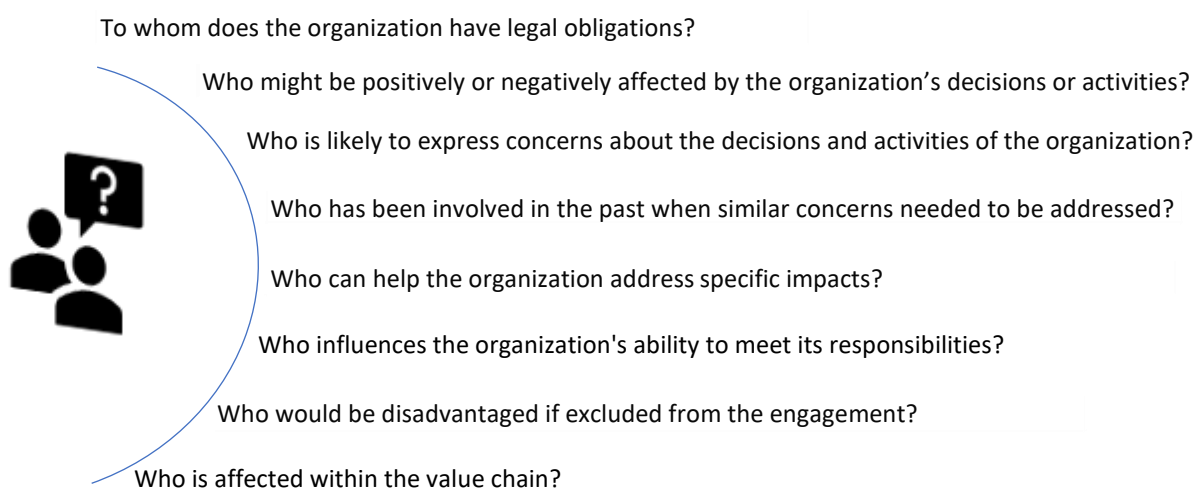 To whom does the organization have legal obligations?
Who might be positively or negatively affected by the organization’s decisions or activities?
Who is likely to express concerns about the decisions and activities of the organization?
Who has been involved in the past when similar concerns needed to be addressed?
Who can help the organization address specific impacts?
Who influences the organization's ability to meet its responsibilities?
Who would be disadvantaged if excluded from the engagement?
Who is affected within the value chain?
?